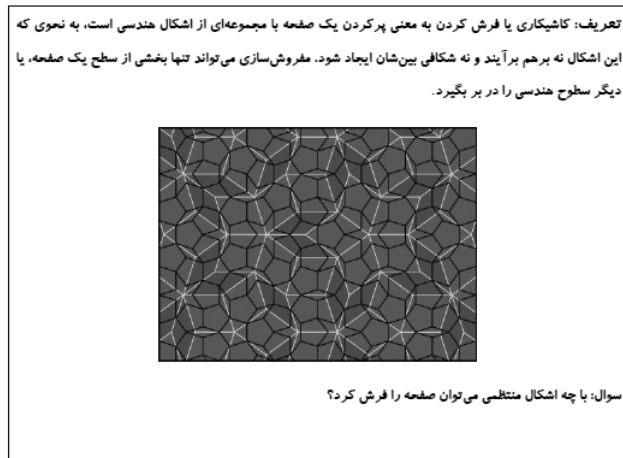 تعریف: کاشیکاری یا فرش کردن به معنی پرکردن یک صفحه با مجموعه‌ای از اشکال هندسی است، به نحوی که
این اشکال نه برهم برآیند و نه شکافی بین‌شان ایجاد شود. مفروش‌سازی می‌تواند تنها بخشی از سطح یک صفحه، یا
دیگر سطوح هندسی را در بر بگیرد.
سوال: با چه اشکال منتظمی می‌توان صفحه را فرش کرد؟